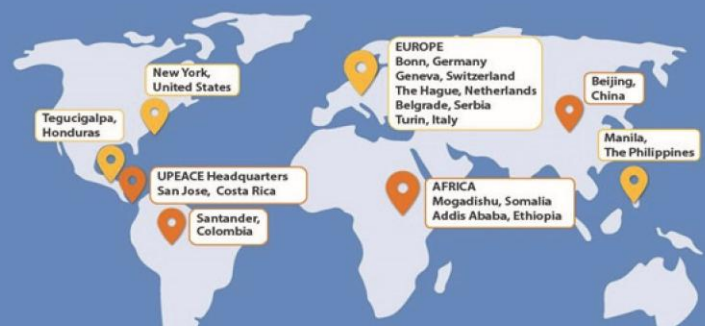 New York,
United States
Tegucigalpa,
Honduras
UPEACE Headquarters
San Jose, Costa Rica
Santander,
Colombia
EUROPE
Bonn, Germany
Geneva, Switzerland
The Hague, Netherlands
Belgrade, Serbia
Turin, Italy
AFRICA
Mogadishu, Somalia
Addis Ababa, Ethiopia
Beijing,
China
Manila,
The Philippines